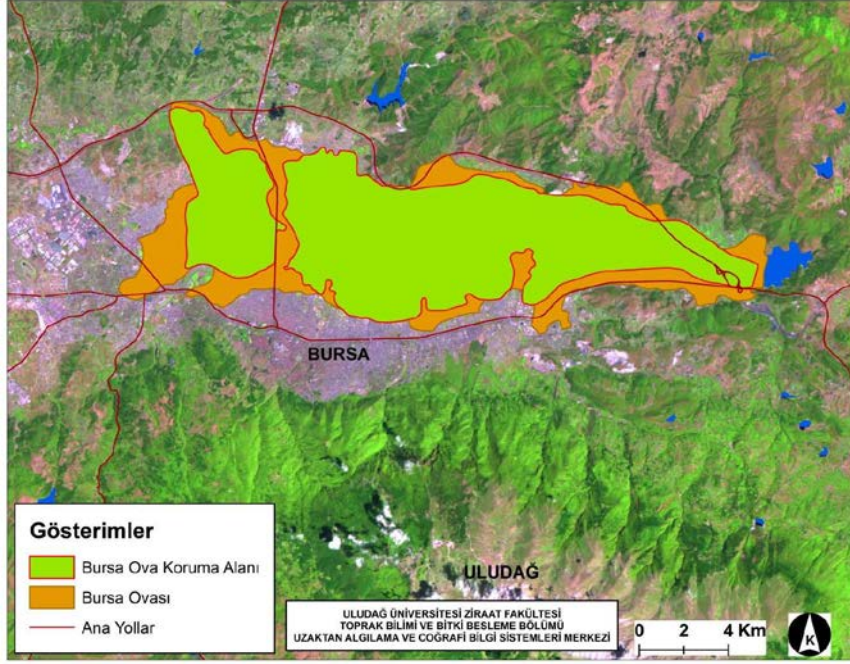 BURSA
ULUDAĞ
Gösterimler
Bursa Ova Koruma Alanı
Bursa Ovası
Ana Yollar
ULUDAĞ ÜNİVERSİTESİ ZİRAAT FAKÜLTESİ
TOPRAK BİLİMİ VE BİTKİ BESLEME BÖLÜMÜ
UZAKTAN ALGILAMA VE COĞRAFİ BİLGİ SİSTEMLERİ MERKEZİ
0 2 4 Km
K